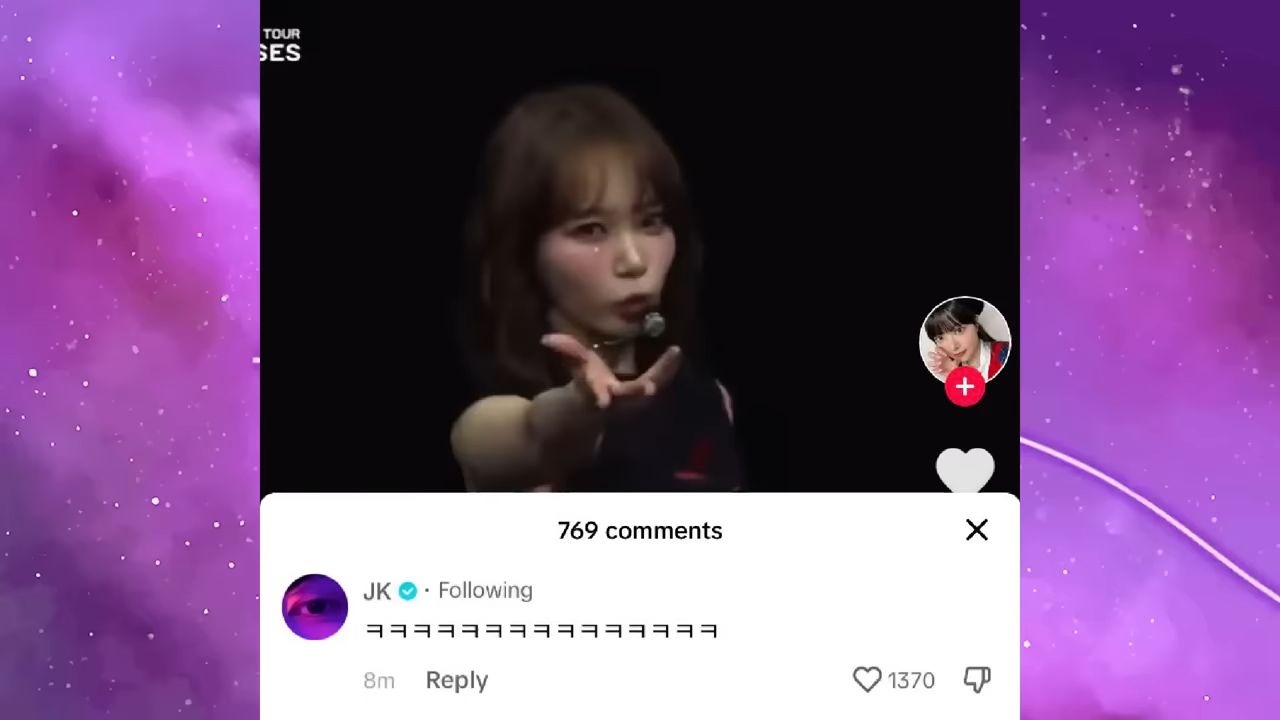 TOUR
SES
769 comments
JK · Following
ㅋㅋㅋㅋㅋㅋㅋㅋㅋㅋㅋㅋㅋㅋㅋ
8m Reply 1370